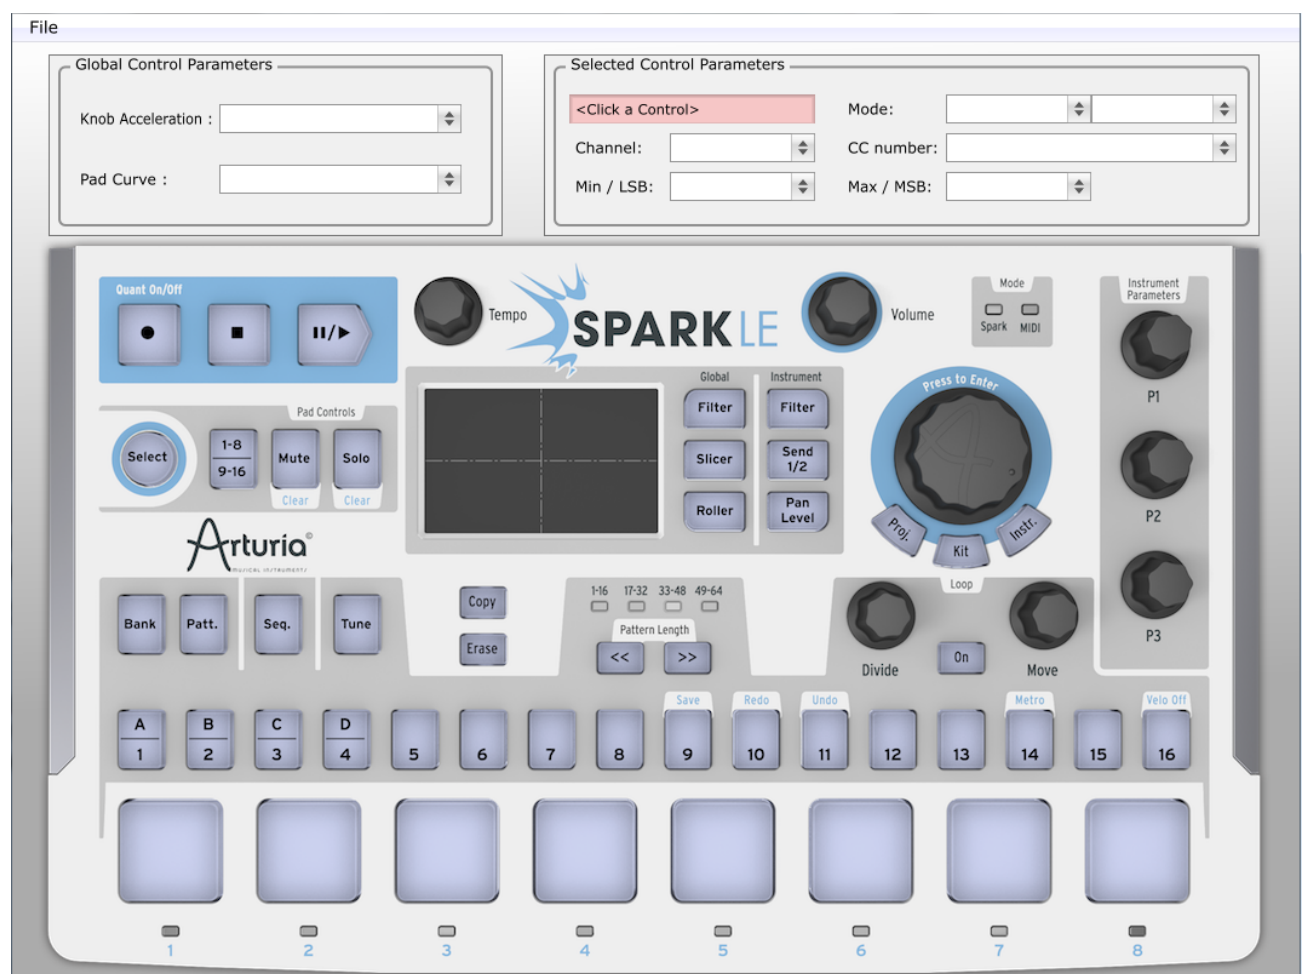 File
Global Control Parameters
Knob Acceleration :
Pad Curve :
Selected Control Parameters
<Click a Control>
Mode:
Channel:
CC number:
Min / LSB:
Max / MSB:
Quant On/Off
Tempo
SPARK LE
Volume
Mode
Spark MIDI
Instrument
Parameters
P1
P2
P3
Pad Controls
Select
1-8
9-16
Mute
Solo
Clear
Clear
Arturia©
MUSICAL INSTRUMENTS
Global
Instrument
Filter
Filter
Slicer
Send
1/2
Roller
Pan
Level
Press to Enter
Proj.
Kit
Instr.
Bank
Patt.
Seq.
Tune
Copy
Erase
1-16 17-32 33-48 49-64
Pattern Length
<< >>
Loop
Divide
On
Move
Save
Redo
Undo
Metro
Velo Off
A
1
B
2
C
3
D
4
5 6 7 8 9 10 11 12 13 14 15 16
1 2 3 4 5 6 7 8